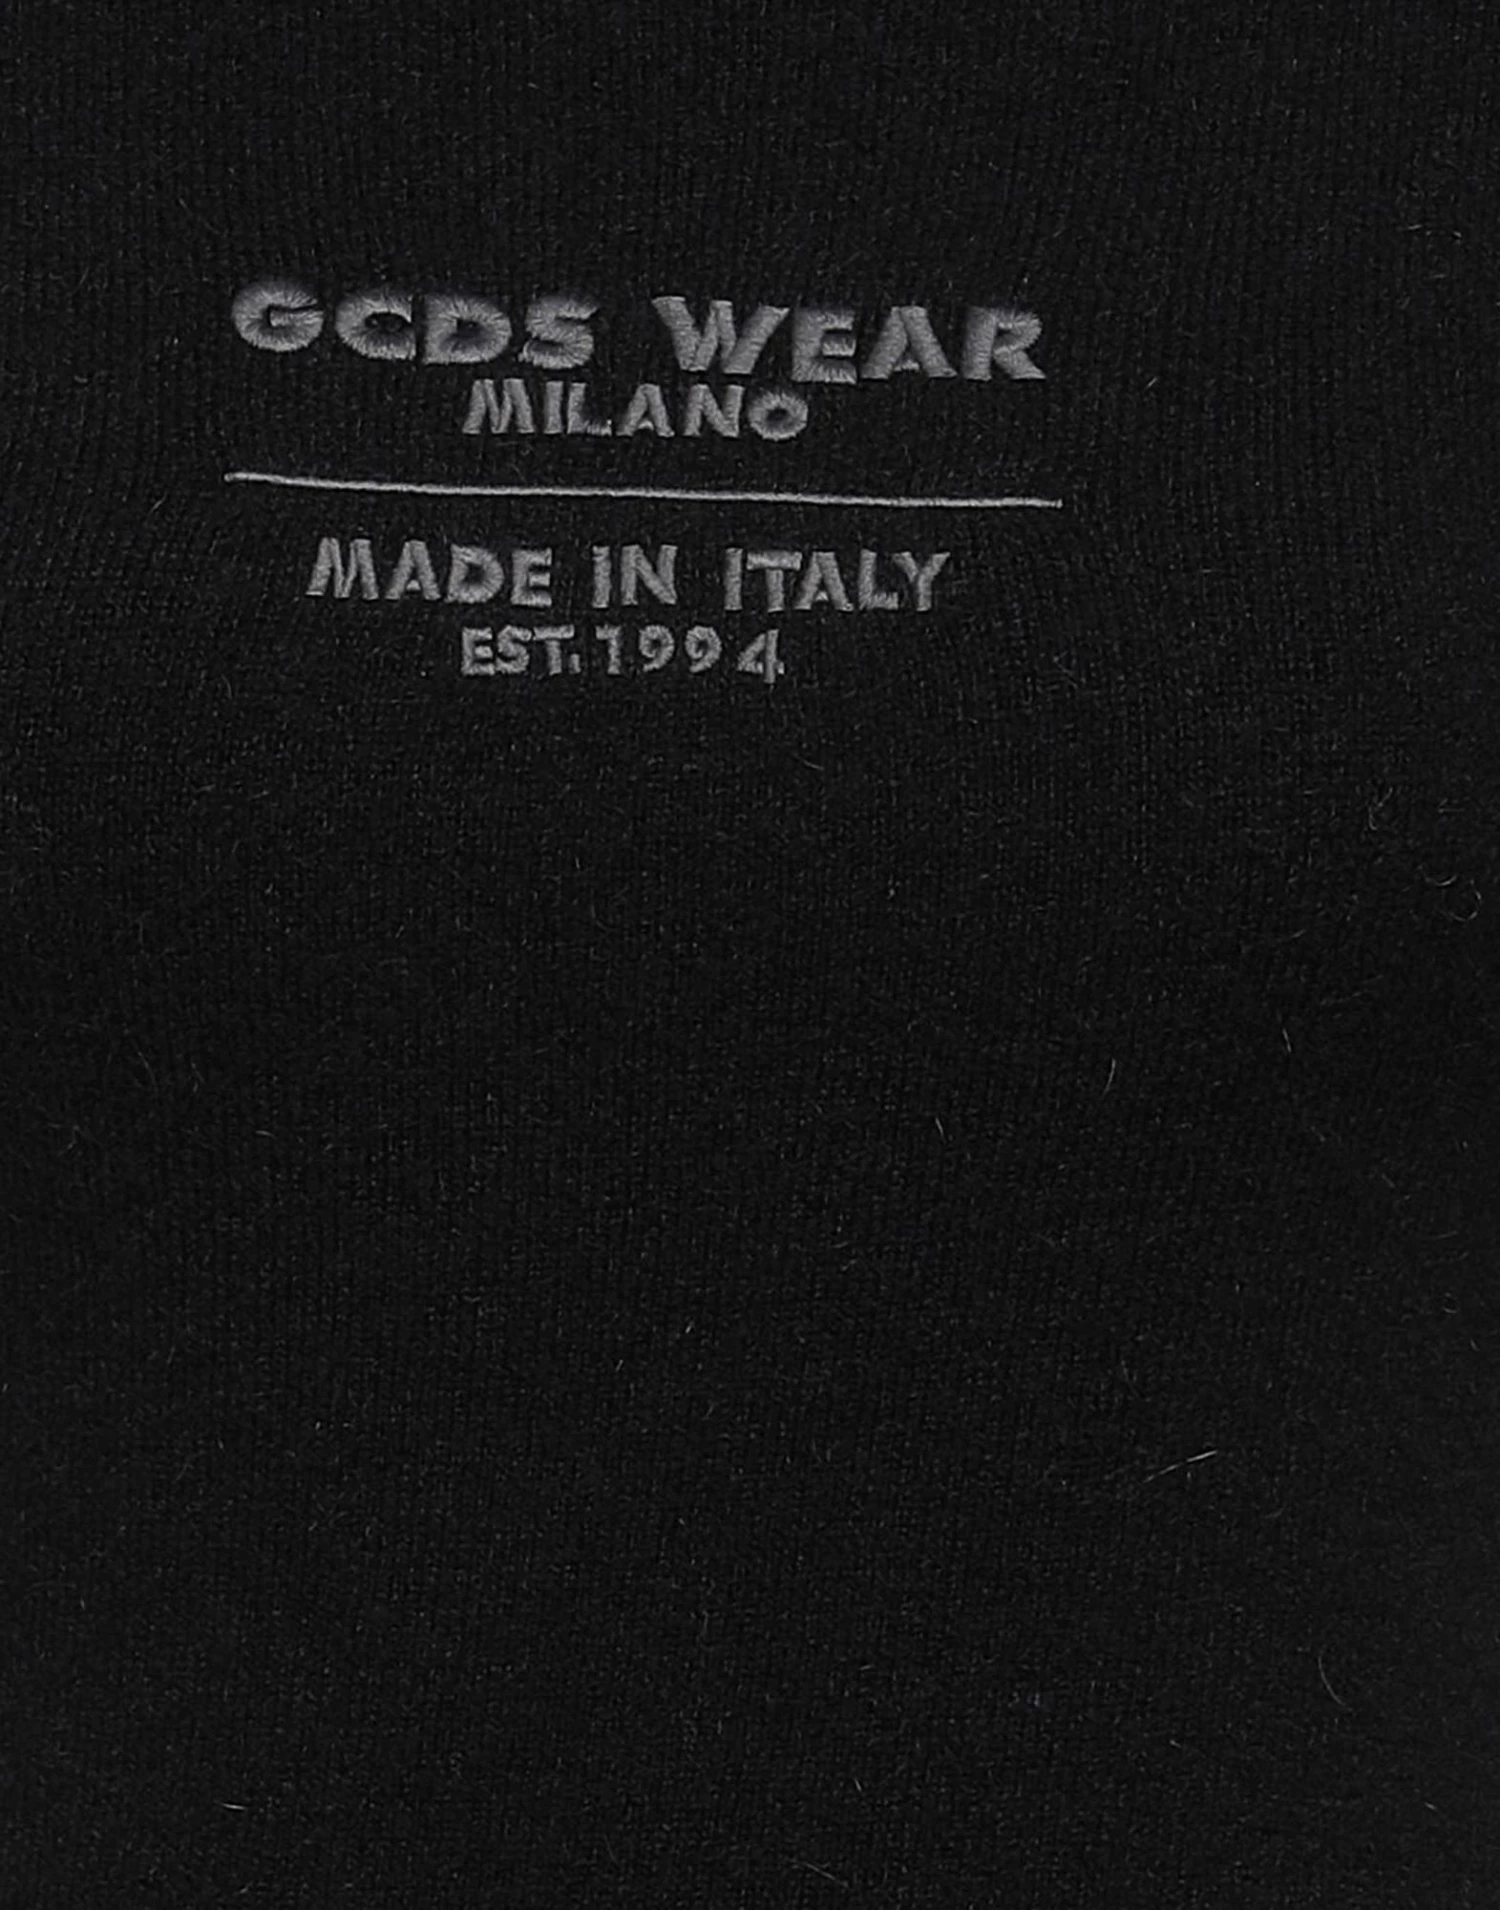 GCDS WEAR
MILANO
MADE IN ITALY
EST.1994